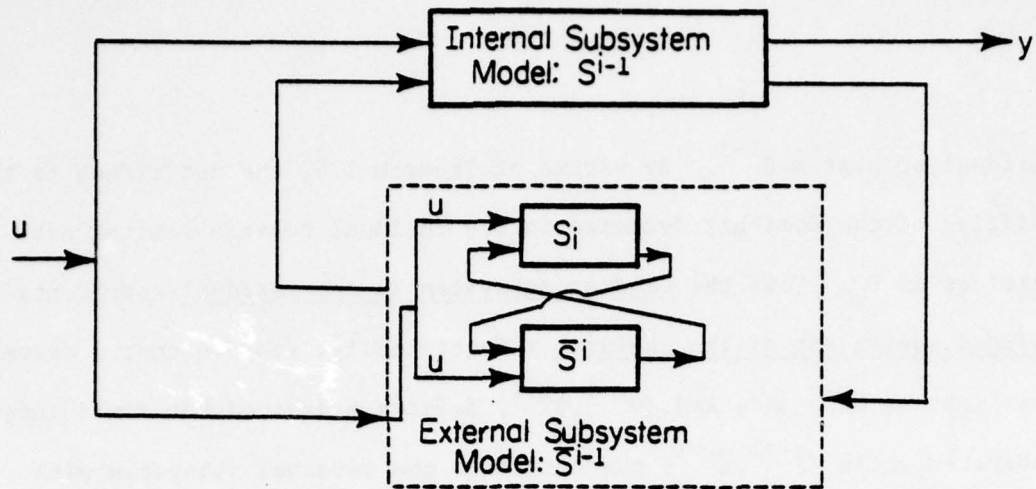 Internal Subsystem
Model: S^i-1
y
u
u
S_i
u
S̄^i
External Subsystem
Model: S̄^i-1